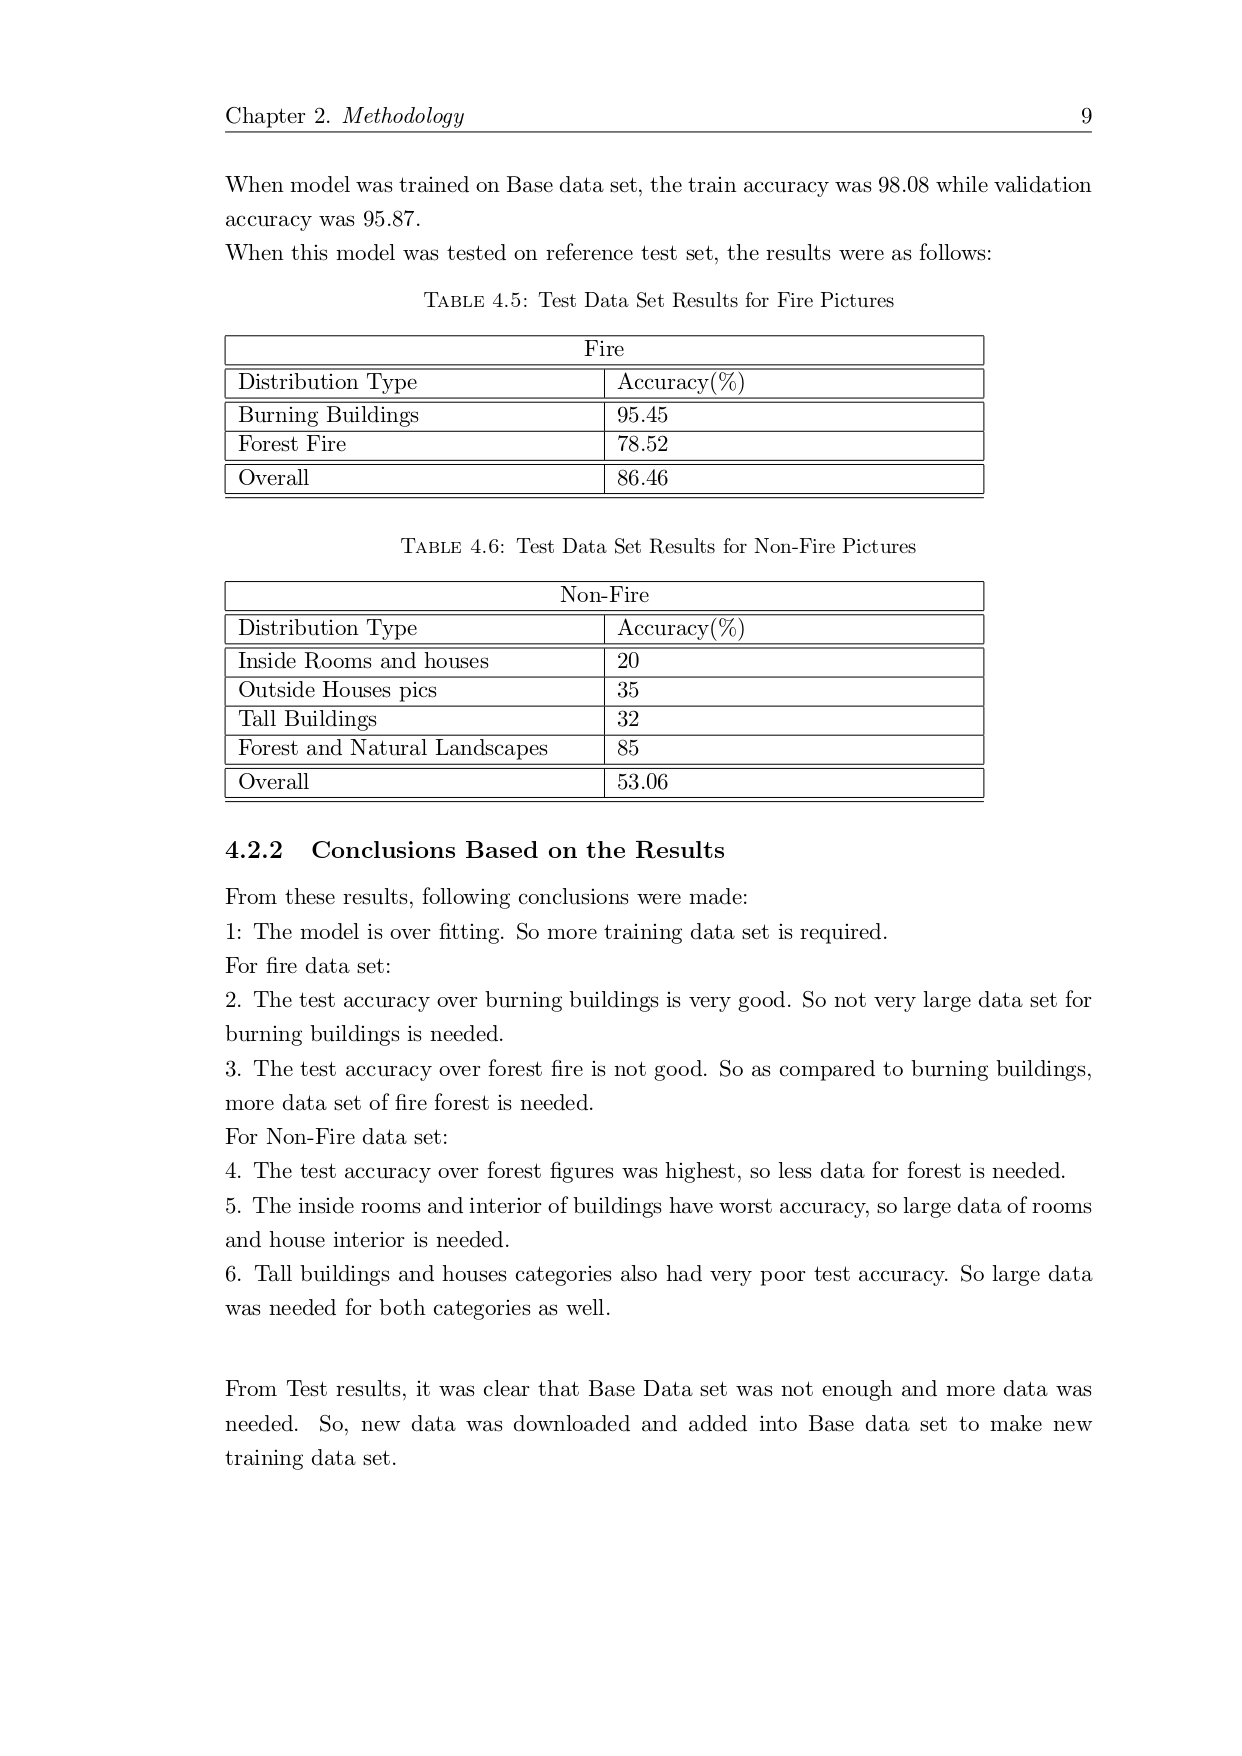 Chapter 2. Methodology 9
When model was trained on Base data set, the train accuracy was 98.08 while validation
accuracy was 95.87.
When this model was tested on reference test set, the results were as follows:
Table 4.5: Test Data Set Results for Fire Pictures
Fire
Distribution Type Accuracy(%)
Burning Buildings 95.45
Forest Fire 78.52
Overall 86.46
Table 4.6: Test Data Set Results for Non-Fire Pictures
Non-Fire
Distribution Type Accuracy(%)
Inside Rooms and houses 20
Outside Houses pics 35
Tall Buildings 32
Forest and Natural Landscapes 85
Overall 53.06
4.2.2 Conclusions Based on the Results
From these results, following conclusions were made:
1: The model is over fitting. So more training data set is required.
For fire data set:
2. The test accuracy over burning buildings is very good. So not very large data set for
burning buildings is needed.
3. The test accuracy over forest fire is not good. So as compared to burning buildings,
more data set of fire forest is needed.
For Non-Fire data set:
4. The test accuracy over forest figures was highest, so less data for forest is needed.
5. The inside rooms and interior of buildings have worst accuracy, so large data of rooms
and house interior is needed.
6. Tall buildings and houses categories also had very poor test accuracy. So large data
was needed for both categories as well.
From Test results, it was clear that Base Data set was not enough and more data was
needed. So, new data was downloaded and added into Base data set to make new
training data set.